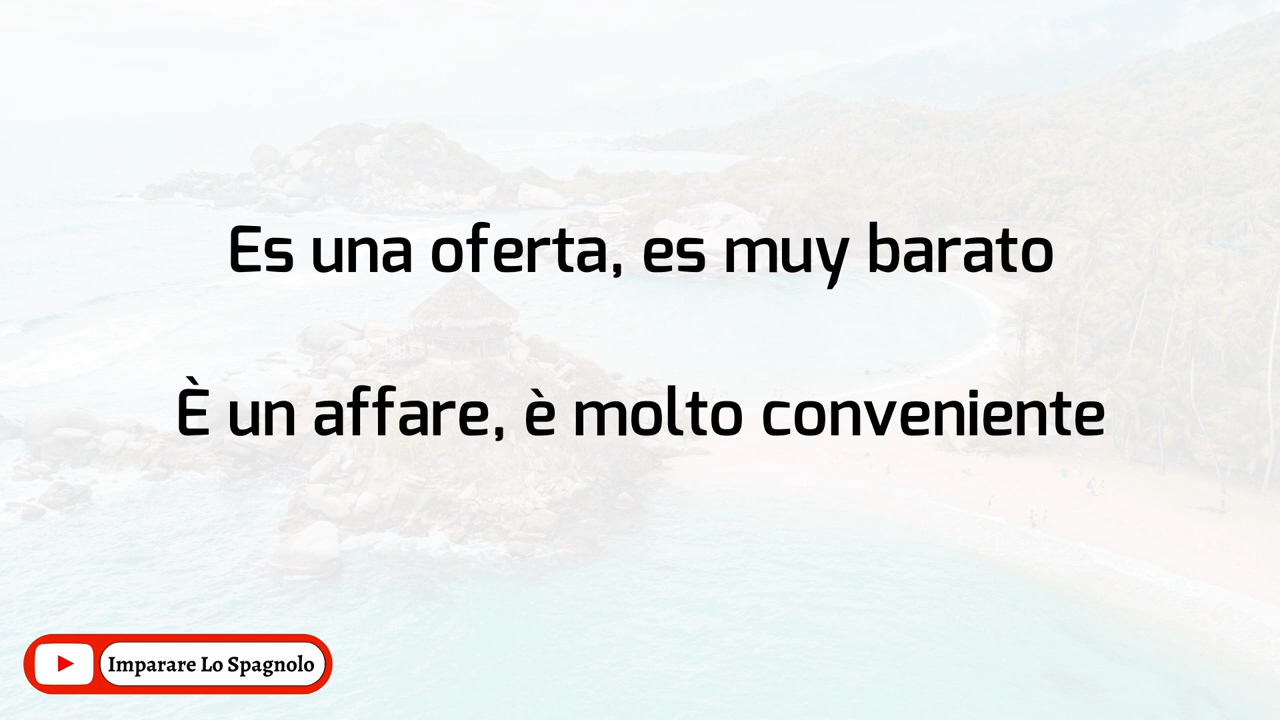 Es una oferta, es muy barato
È un affare, è molto conveniente
Imparare Lo Spagnolo